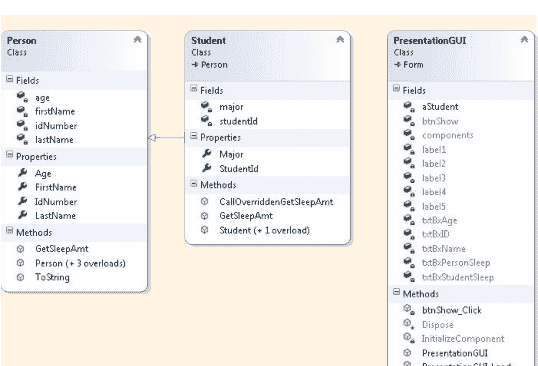 Person
Class
Fields
age
firstName
idNumber
lastName
Properties
Age
FirstName
IdNumber
LastName
Methods
GetSleepAmt
Person (+ 3 overloads)
ToString
Student
Class
Person
Fields
major
studentId
Properties
Major
StudentId
Methods
CallOverriddenGetSleepAmt
GetSleepAmt
Student (+ 1 overload)
PresentationGUI
Class
Form
Fields
aStudent
btnShow
components
label1
label2
label3
label4
label5
txtBxAge
txtBxID
txtBxName
txtBxPersonSleep
txtBxStudentSleep
Methods
btnShow_Click
Dispose
InitializeComponent
PresentationGUI
PresentationGUI_Load